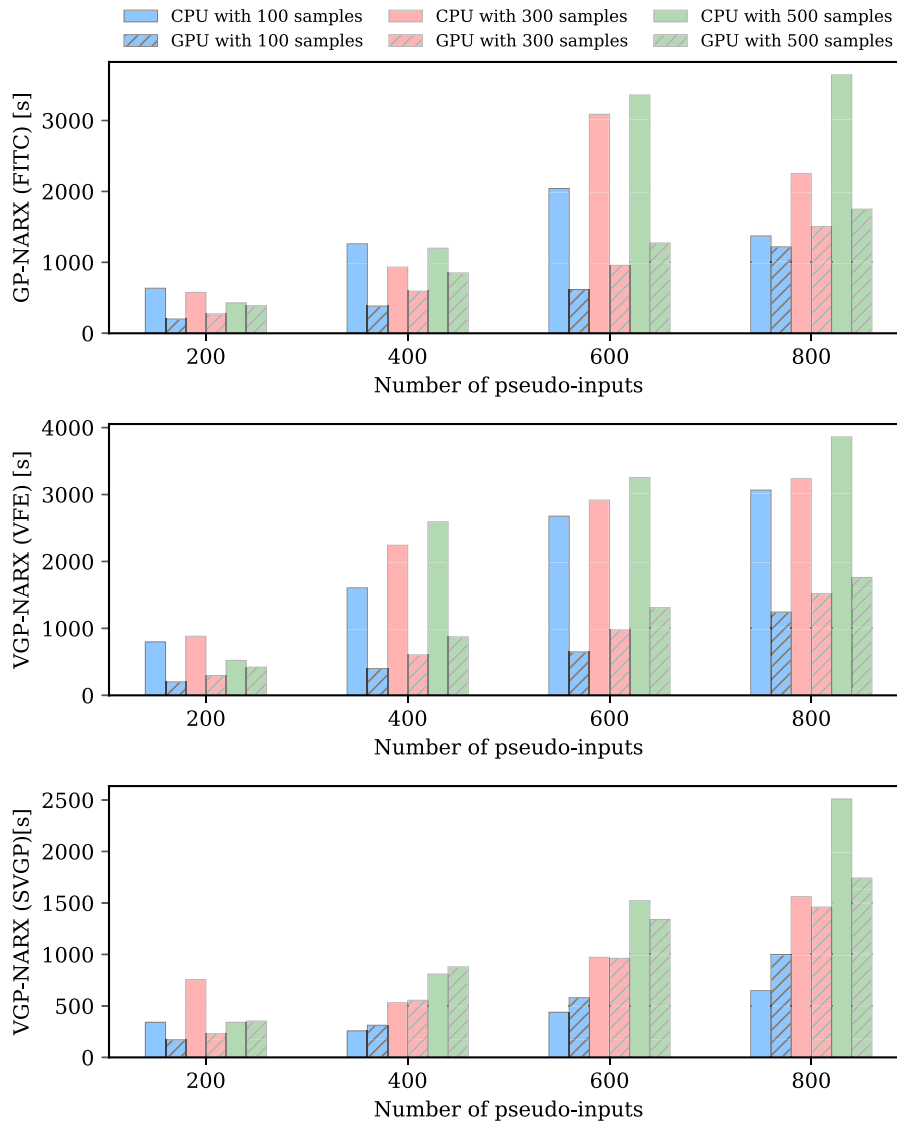 CPU with 100 samples CPU with 300 samples CPU with 500 samples
GPU with 100 samples GPU with 300 samples GPU with 500 samples
GP-NARX (FITC) [s]
3000
2000
1000
0
200 400 600 800
Number of pseudo-inputs
VGP-NARX (VFE) [s]
4000
3000
2000
1000
0
200 400 600 800
Number of pseudo-inputs
VGP-NARX (SVGP)[s]
2500
2000
1500
1000
500
0
200 400 600 800
Number of pseudo-inputs